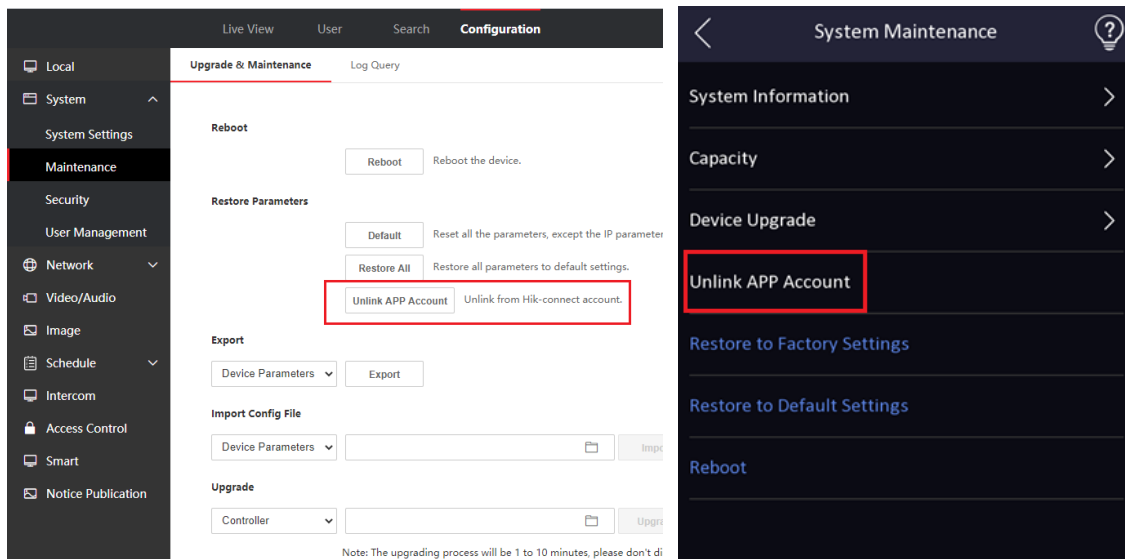 Live View User Search Configuration
Local
System
System Settings
Maintenance
Security
User Management
Network
Video/Audio
Image
Schedule
Intercom
Access Control
Smart
Notice Publication
Upgrade & Maintenance Log Query
Reboot
Reboot Reboot the device.
Restore Parameters
Default Reset all the parameters, except the IP parameter
Restore All Restore all parameters to default settings.
Unlink APP Account Unlink from Hik-connect account.
Export
Device Parameters Export
Import Config File
Device Parameters Impo
Upgrade
Controller Upgra
Note: The upgrading process will be 1 to 10 minutes, please don't di
System Maintenance
System Information
Capacity
Device Upgrade
Unlink APP Account
Restore to Factory Settings
Restore to Default Settings
Reboot